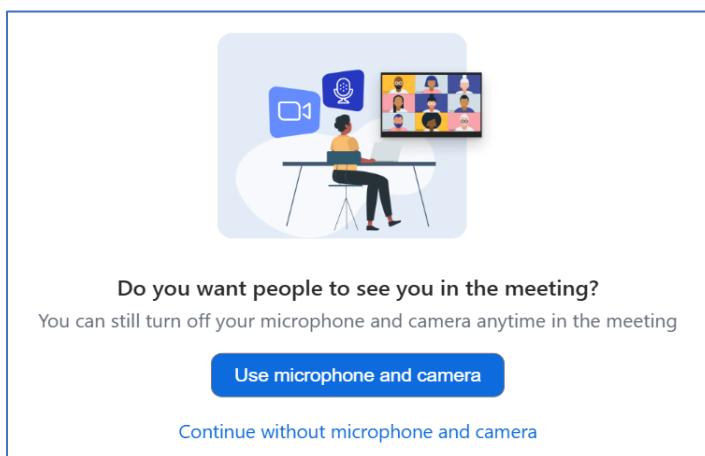 Do you want people to see you in the meeting?
You can still turn off your microphone and camera anytime in the meeting
Use microphone and camera
Continue without microphone and camera